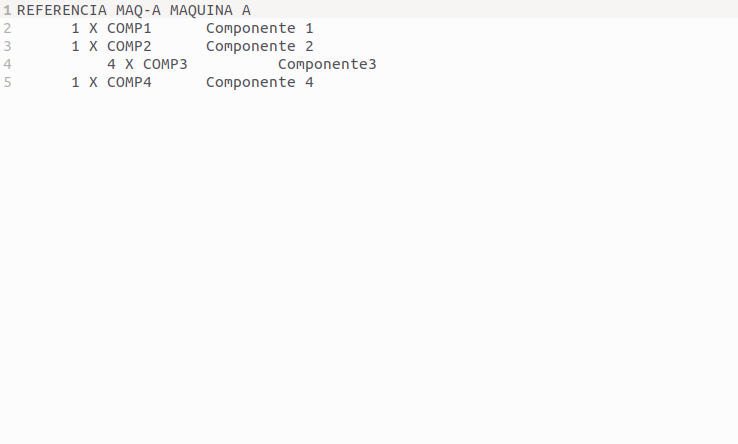 1 REFERENCIA MAQ-A MAQUINA A
2       1 X COMP1      Componente 1
3       1 X COMP2      Componente 2
4           4 X COMP3          Componente3
5       1 X COMP4      Componente 4